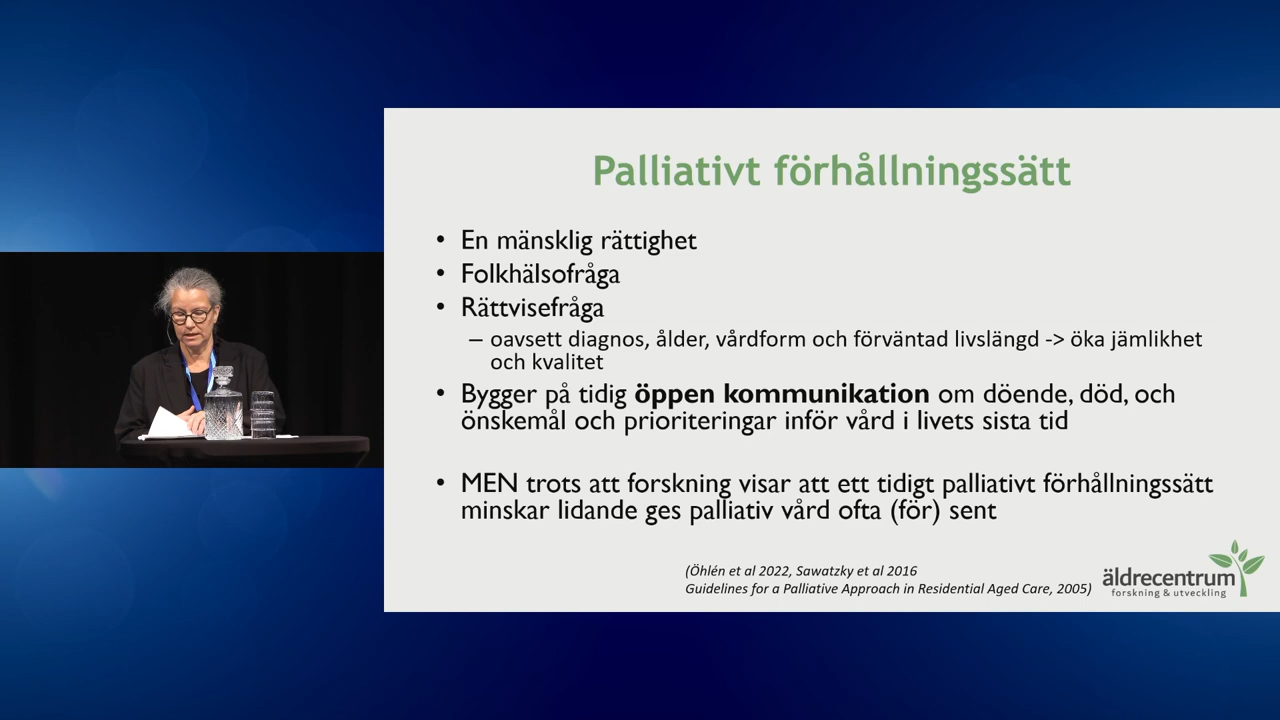 Palliativt förhållningssätt
• En mänsklig rättighet
• Folkhälsofråga
• Rättvisefråga
– oavsett diagnos, ålder, vårdform och förväntad livslängd -> öka jämlikhet
och kvalitet
• Bygger på tidig öppen kommunikation om döende, död, och
önskemål och prioriteringar inför vård i livets sista tid
• MEN trots att forskning visar att ett tidigt palliativt förhållningssätt
minskar lidande ges palliativ vård ofta (för) sent
(Öhlén et al 2022, Sawatzky et al 2016
Guidelines for a Palliative Approach in Residential Aged Care, 2005)
äldrecentrum
forskning & utveckling